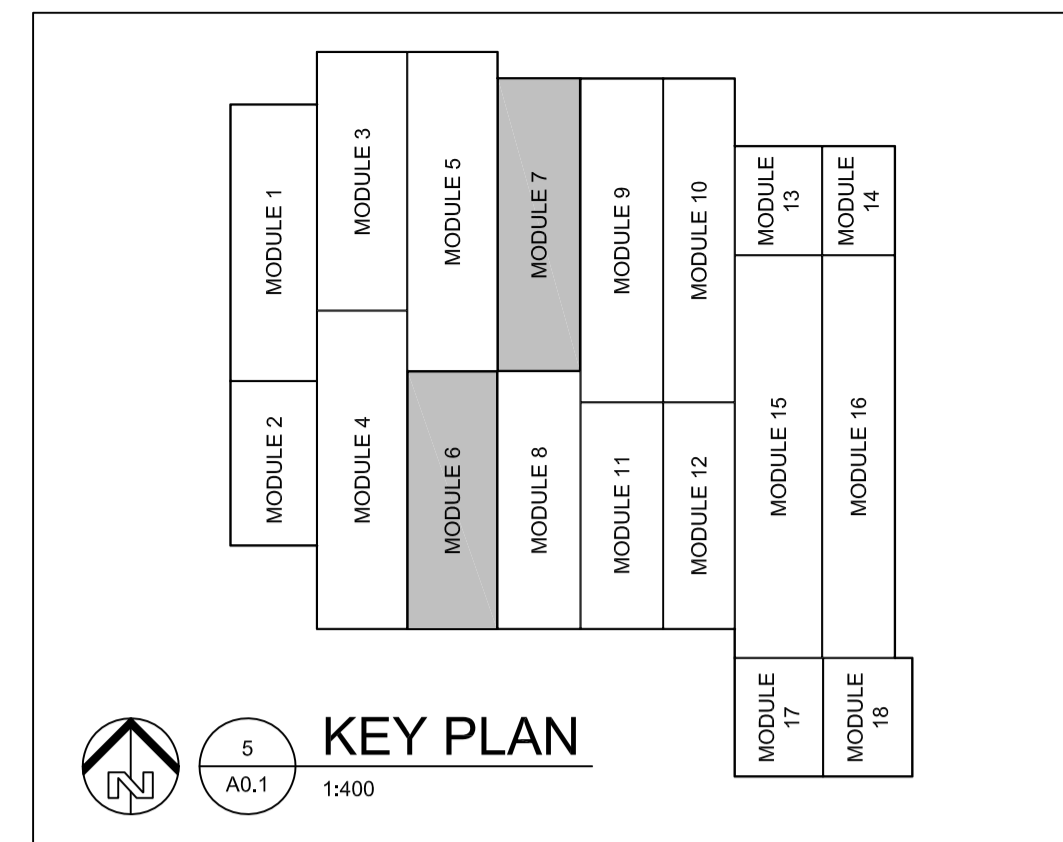 MODULE 1
MODULE 2
MODULE 3
MODULE 4
MODULE 5
MODULE 6
MODULE 7
MODULE 8
MODULE 9
MODULE 10
MODULE 11
MODULE 12
MODULE
13
MODULE
14
MODULE 15
MODULE 16
MODULE
17
MODULE
18
N
5
A0.1
KEY PLAN
1:400